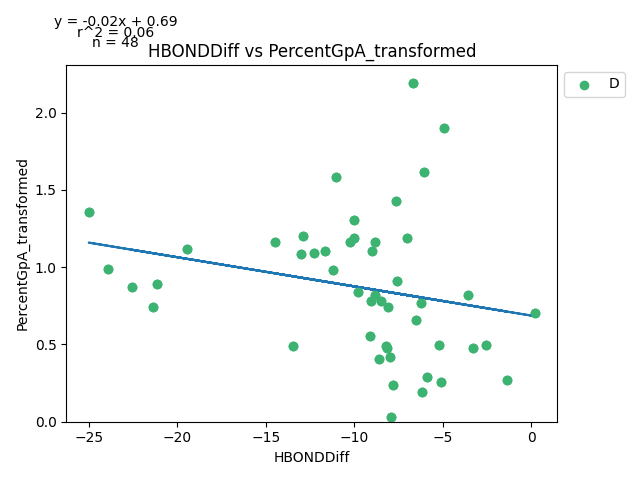 y = -0.02x + 0.69
r^2 = 0.06
n = 48
HBONDDiff vs PercentGpA_transformed
D
PercentGpA_transformed
2.0
1.5
1.0
0.5
0.0
−25
−20
−15
−10
−5
0
HBONDDiff